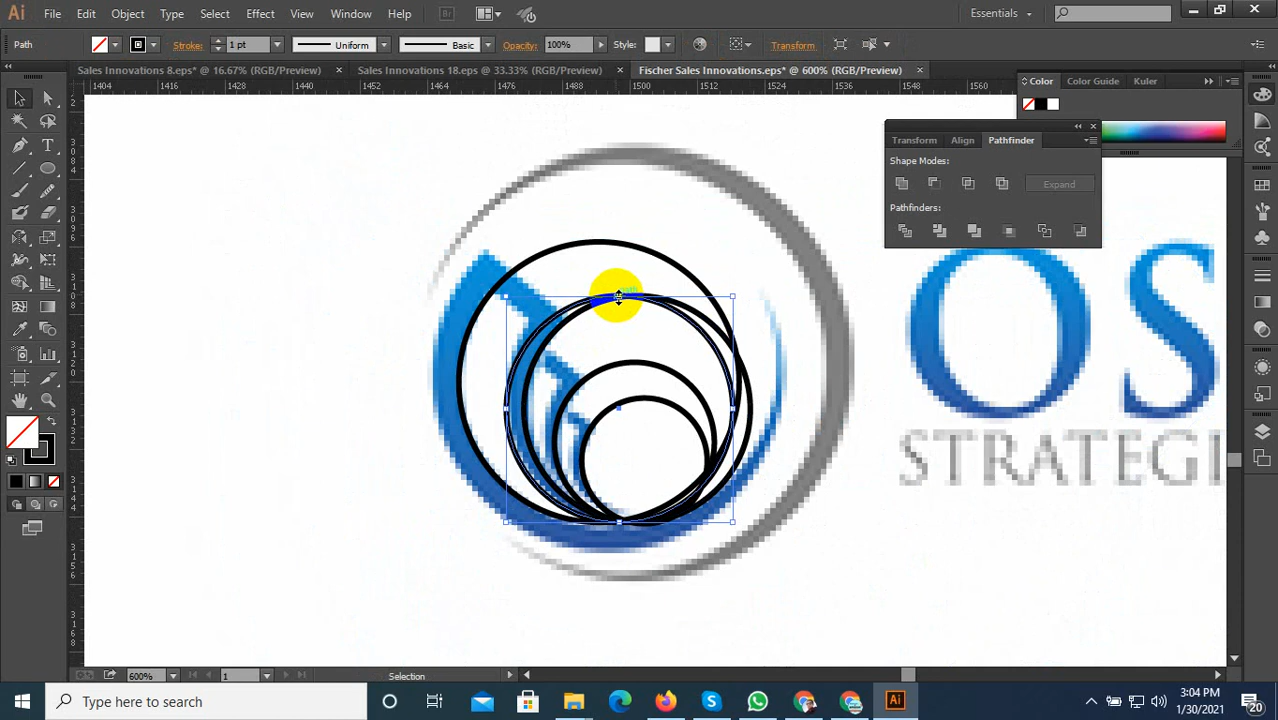 Ai File Edit Object Type Select Effect View Window Help Br Essentials
Path Stroke: 1 pt Uniform Basic Opacity: 100% Style: Transform
Sales Innovations 8.eps* @ 16.67% (RGB/Preview) × Sales Innovations 18.eps @ 33.33% (RGB/Preview) × Fischer Sales Innovations.eps* @ 600% (RGB/Preview) ×
1404 1416 1428 1440 1452 1464 1476 1488 1500 1512 1524 1536 1548 1560
Color Color Guide Kuler
Transform Align Pathfinder
Shape Modes:
Expand
Pathfinders:
OS
STRATEGI
600% 1 Selection
Type here to search
Ai
3:04 PM
1/30/2021
20